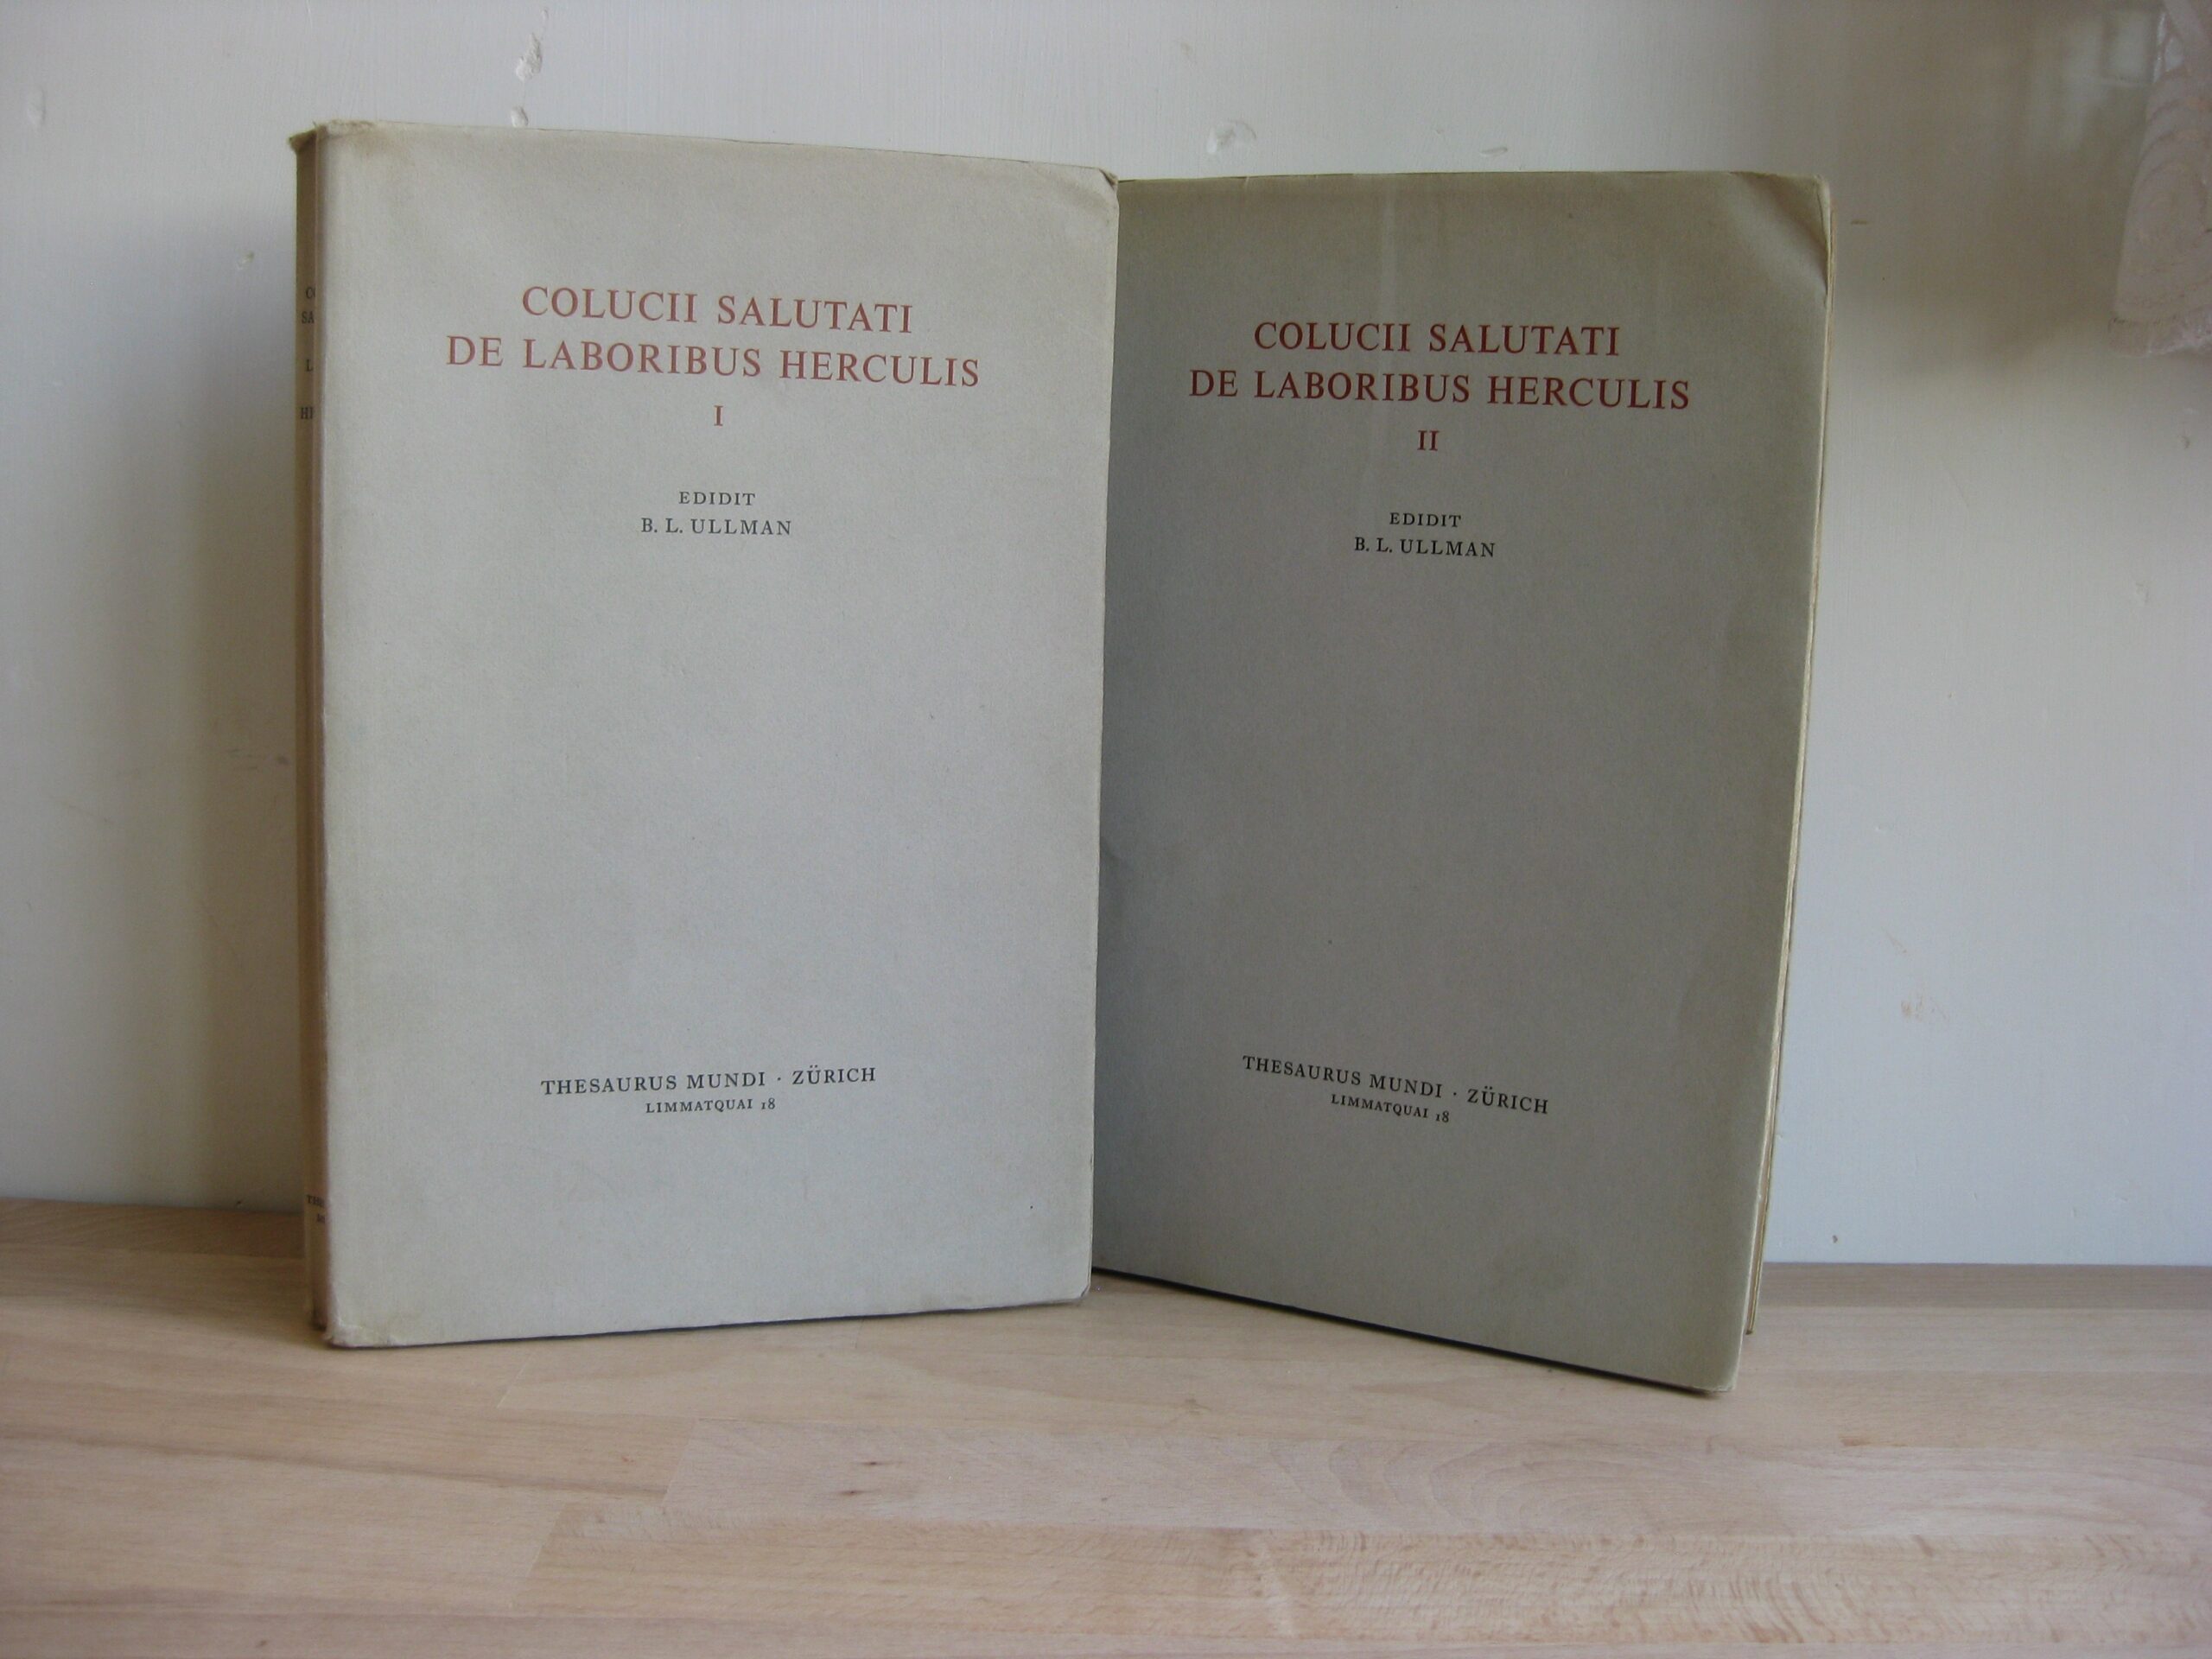 COLUCII SALUTATI
DE LABORIBUS HERCULIS
I
EDIDIT
B. L. ULLMAN
THESAURUS MUNDI · ZÜRICH
LIMMATQUAI 18
COLUCII SALUTATI
DE LABORIBUS HERCULIS
II
EDIDIT
B. L. ULLMAN
THESAURUS MUNDI · ZÜRICH
LIMMATQUAI 18